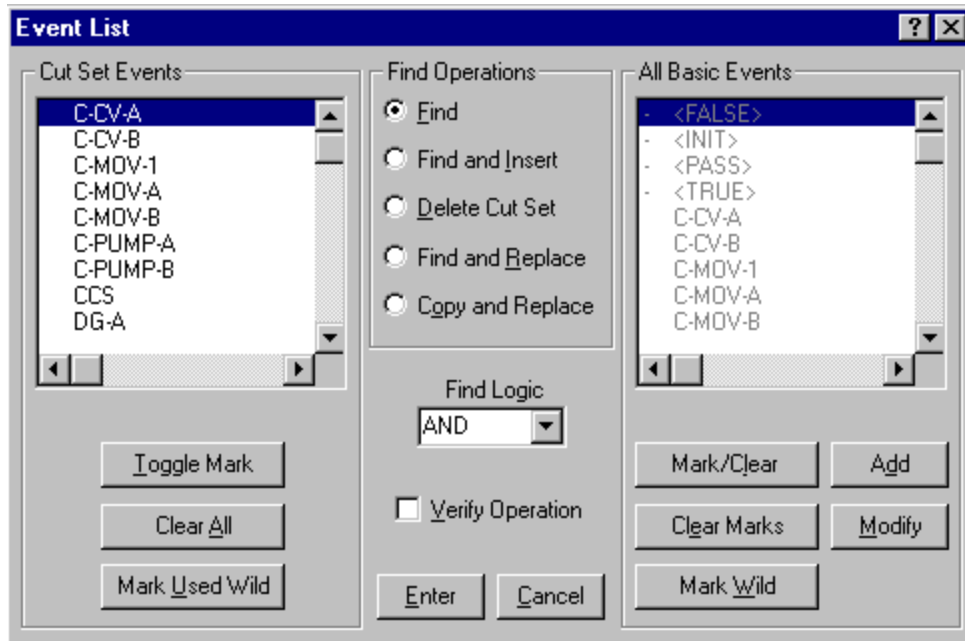 Event List
Cut Set Events
C-CV-A
C-CV-B
C-MOV-1
C-MOV-A
C-MOV-B
C-PUMP-A
C-PUMP-B
CCS
DG-A
Toggle Mark
Clear All
Mark Used Wild
Find Operations
Find
Find and Insert
Delete Cut Set
Find and Replace
Copy and Replace
Find Logic
AND
Verify Operation
Enter Cancel
All Basic Events
- <FALSE>
- <INIT>
- <PASS>
- <TRUE>
C-CV-A
C-CV-B
C-MOV-1
C-MOV-A
C-MOV-B
Mark/Clear Add
Clear Marks Modify
Mark Wild